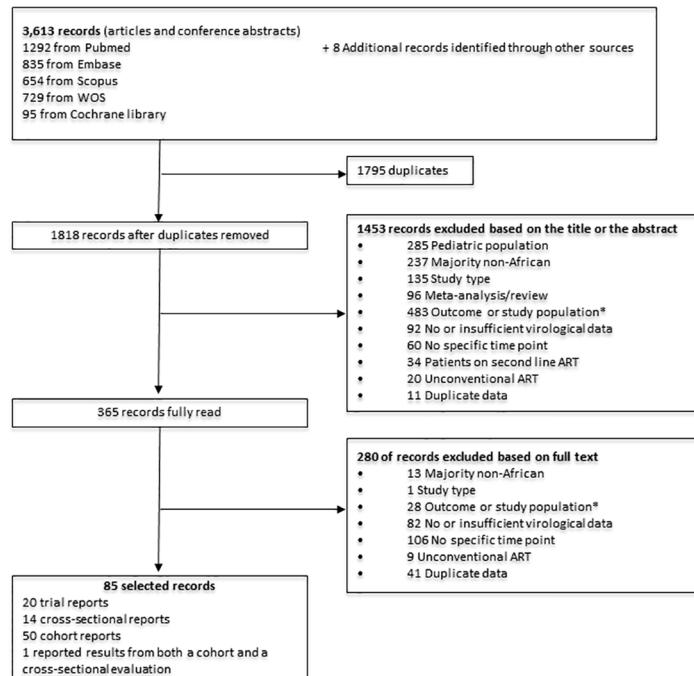 3,613 records (articles and conference abstracts)
1292 from Pubmed + 8 Additional records identified through other sources
835 from Embase
654 from Scopus
729 from WOS
95 from Cochrane library
1795 duplicates
1818 records after duplicates removed
1453 records excluded based on the title or the abstract
• 285 Pediatric population
• 237 Majority non-African
• 135 Study type
• 96 Meta-analysis/review
• 483 Outcome or study population*
• 92 No or insufficient virological data
• 60 No specific time point
• 34 Patients on second line ART
• 20 Unconventional ART
• 11 Duplicate data
365 records fully read
280 of records excluded based on full text
• 13 Majority non-African
• 1 Study type
• 28 Outcome or study population*
• 82 No or insufficient virological data
• 106 No specific time point
• 9 Unconventional ART
• 41 Duplicate data
85 selected records
20 trial reports
14 cross-sectional reports
50 cohort reports
1 reported results from both a cohort and a
cross-sectional evaluation